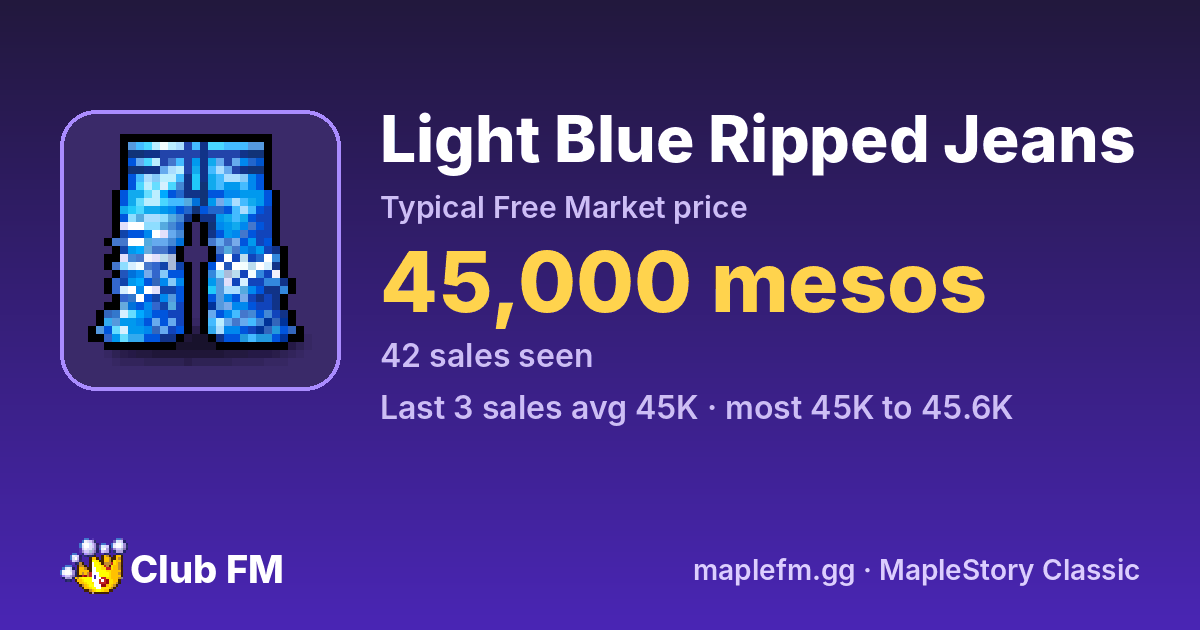 Light Blue Ripped Jeans
Typical Free Market price
45,000 mesos
42 sales seen
Last 3 sales avg 45K · most 45K to 45.6K
Club FM
maplefm.gg · MapleStory Classic